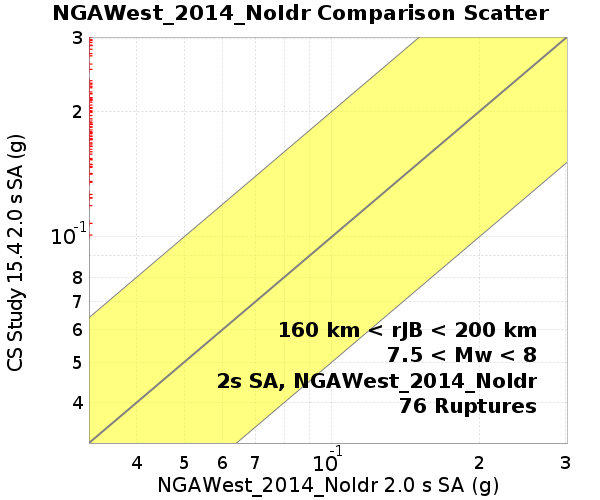 NGAWest_2014_NoIdr Comparison Scatter
CS Study 15.4 2.0 s SA (g)
3
2
10-1
8
7
6
5
4
160 km < rJB < 200 km
7.5 < Mw < 8
2s SA, NGAWest_2014_NoIdr
76 Ruptures
4 5 6 7 10-1 2 3
NGAWest_2014_NoIdr 2.0 s SA (g)